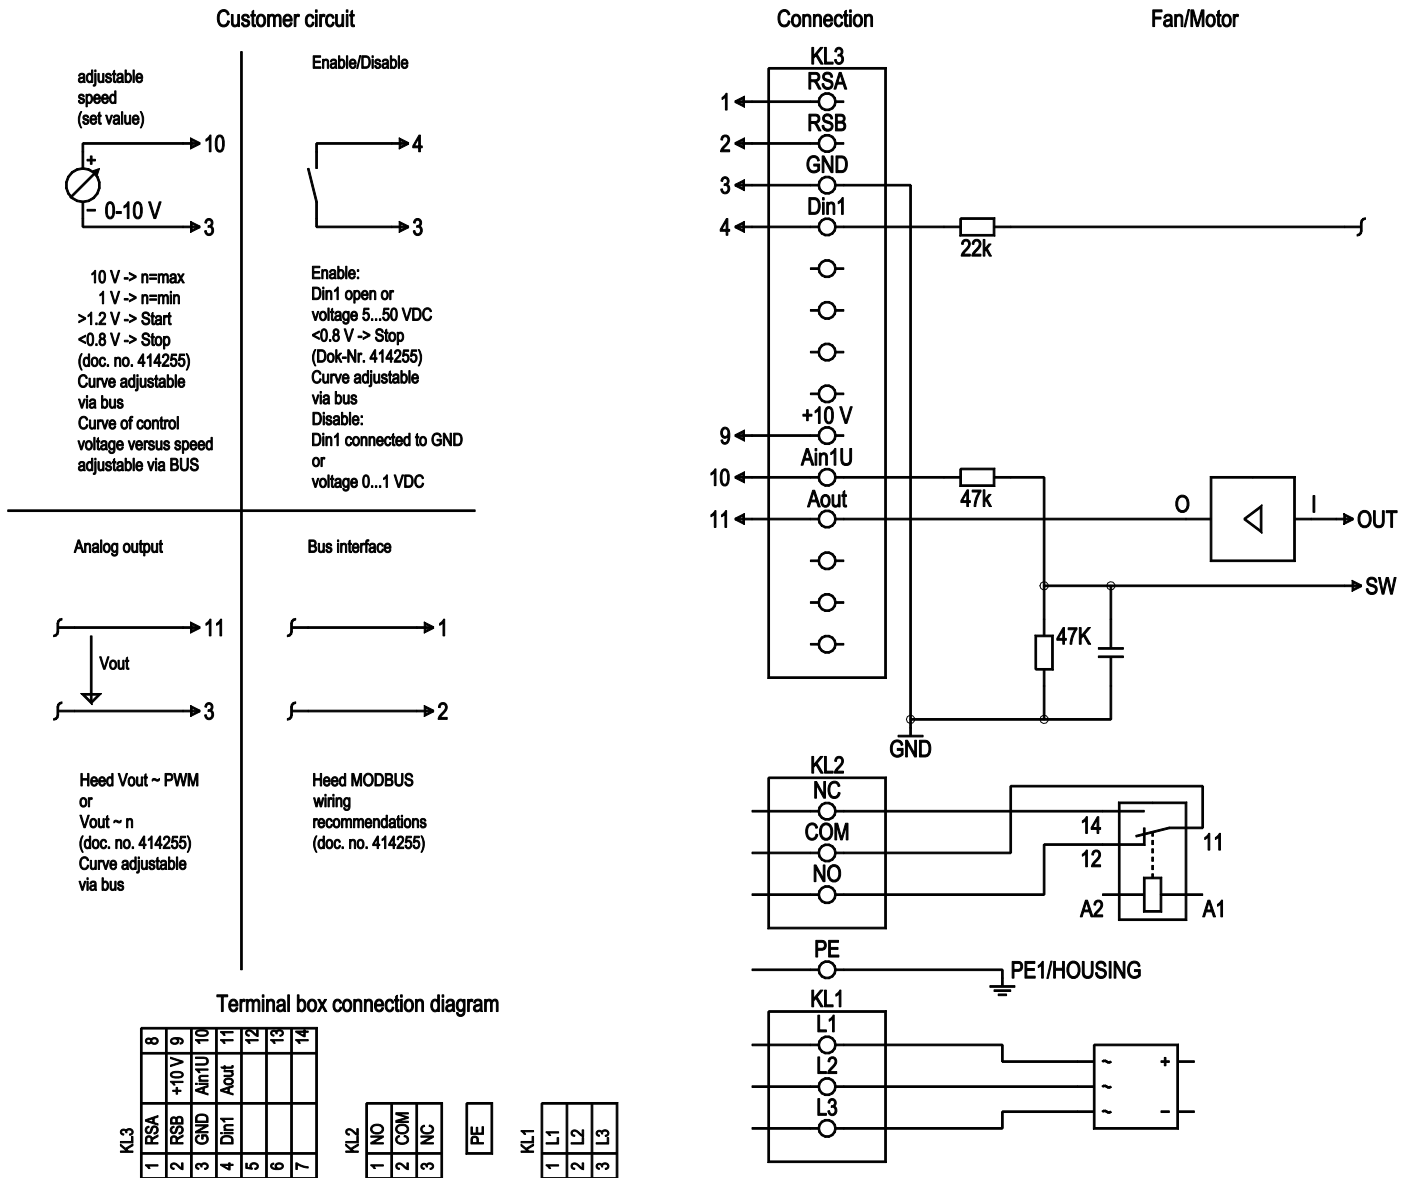 Customer circuit
Connection
Fan/Motor
adjustable
speed
(set value)
10
+
− 0-10 V
3
10 V -> n=max
1 V -> n=min
>1.2 V -> Start
<0.8 V -> Stop
(doc. no. 414255)
Curve adjustable
via bus
Curve of control
voltage versus speed
adjustable via BUS
Enable/Disable
4
3
Enable:
Din1 open or
voltage 5...50 VDC
<0.8 V -> Stop
(Dok-Nr. 414255)
Curve adjustable
via bus
Disable:
Din1 connected to GND
or
voltage 0...1 VDC
Analog output
11
Vout
3
Heed Vout ~ PWM
or
Vout ~ n
(doc. no. 414255)
Curve adjustable
via bus
Bus interface
1
2
Heed MODBUS
wiring
recommendations
(doc. no. 414255)
KL3
RSA
1
RSB
2
GND
3
Din1
4
22k
+10 V
9
Ain1U
10
47k
Aout
11
O
I
OUT
SW
47K
GND
KL2
NC
COM
NO
14
12
11
A2
A1
PE
PE1/HOUSING
KL1
L1
L2
L3
~ +
~
~ −
Terminal box connection diagram
KL3
1 RSA 8
2 RSB +10 V 9
3 GND Ain1U 10
4 Din1 Aout 11
5 12
6 13
7 14
KL2
1 NO
2 COM
3 NC
PE
KL1
1 L1
2 L2
3 L3